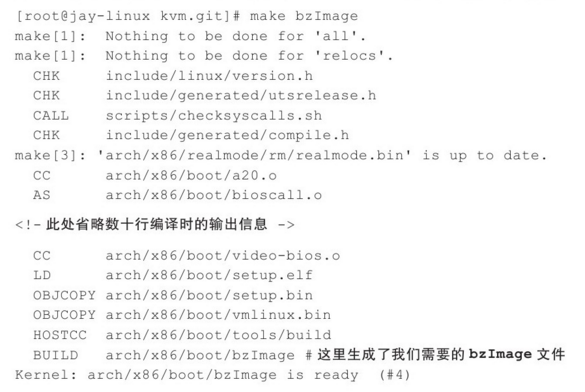 [root@jay-linux kvm.git]# make bzImage
make[1]: Nothing to be done for 'all'.
make[1]: Nothing to be done for 'relocs'.
  CHK     include/linux/version.h
  CHK     include/generated/utsrelease.h
  CALL    scripts/checksyscalls.sh
  CHK     include/generated/compile.h
make[3]: 'arch/x86/realmode/rm/realmode.bin' is up to date.
  CC      arch/x86/boot/a20.o
  AS      arch/x86/boot/bioscall.o
<!- 此处省略数十行编译时的输出信息 ->
  CC      arch/x86/boot/video-bios.o
  LD      arch/x86/boot/setup.elf
  OBJCOPY arch/x86/boot/setup.bin
  OBJCOPY arch/x86/boot/vmlinux.bin
  HOSTCC  arch/x86/boot/tools/build
  BUILD   arch/x86/boot/bzImage # 这里生成了我们需要的 bzImage 文件
Kernel: arch/x86/boot/bzImage is ready  (#4)